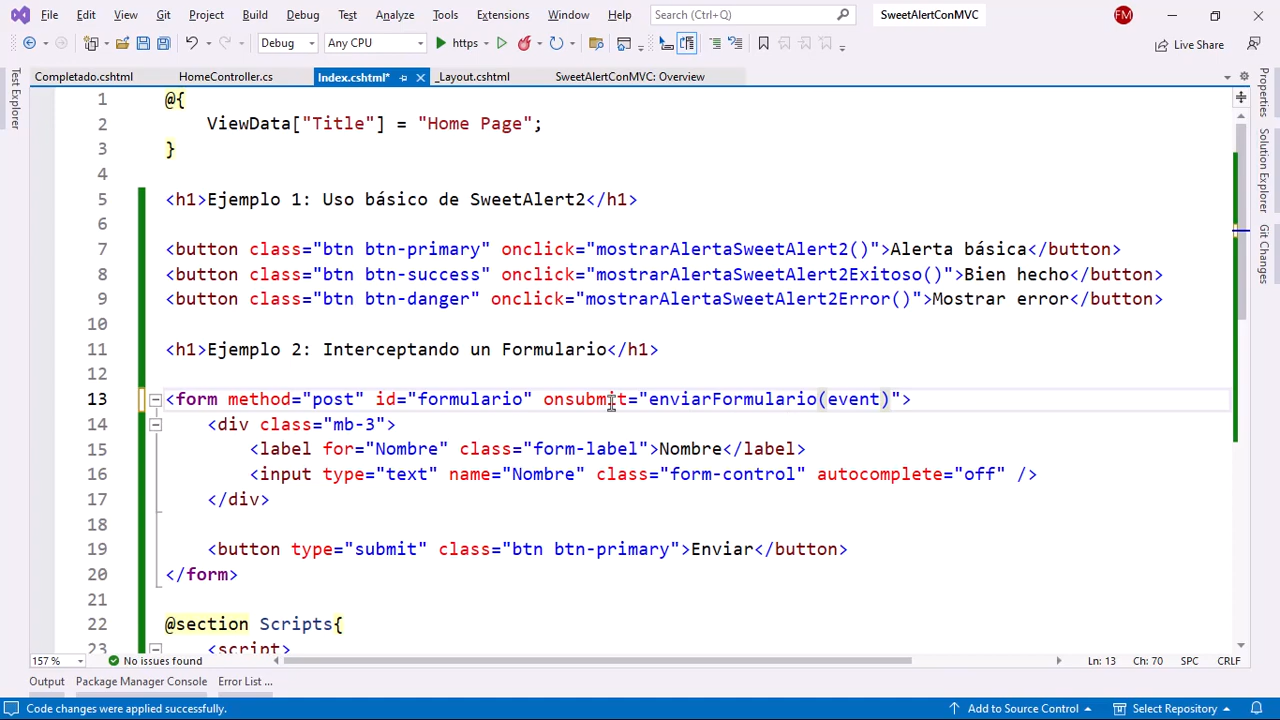 File Edit View Git Project Build Debug Test Analyze Tools Extensions Window Help Search (Ctrl+Q) SweetAlertConMVC FM
Debug Any CPU https Live Share
Completado.cshtml HomeController.cs Index.cshtml* _Layout.cshtml SweetAlertConMVC: Overview
Test Explorer
Properties
Solution Explorer
Git Changes
1 @{
2 ViewData["Title"] = "Home Page";
3 }
4
5 <h1>Ejemplo 1: Uso básico de SweetAlert2</h1>
6
7 <button class="btn btn-primary" onclick="mostrarAlertaSweetAlert2()">Alerta básica</button>
8 <button class="btn btn-success" onclick="mostrarAlertaSweetAlert2Exitoso()">Bien hecho</button>
9 <button class="btn btn-danger" onclick="mostrarAlertaSweetAlert2Error()">Mostrar error</button>
10
11 <h1>Ejemplo 2: Interceptando un Formulario</h1>
12
13 <form method="post" id="formulario" onsubmit="enviarFormulario(event)">
14 <div class="mb-3">
15 <label for="Nombre" class="form-label">Nombre</label>
16 <input type="text" name="Nombre" class="form-control" autocomplete="off" />
17 </div>
18
19 <button type="submit" class="btn btn-primary">Enviar</button>
20 </form>
21
22 @section Scripts{
23 <script>
157 % No issues found Ln: 13 Ch: 70 SPC CRLF
Output Package Manager Console Error List ...
Code changes were applied successfully. Add to Source Control Select Repository